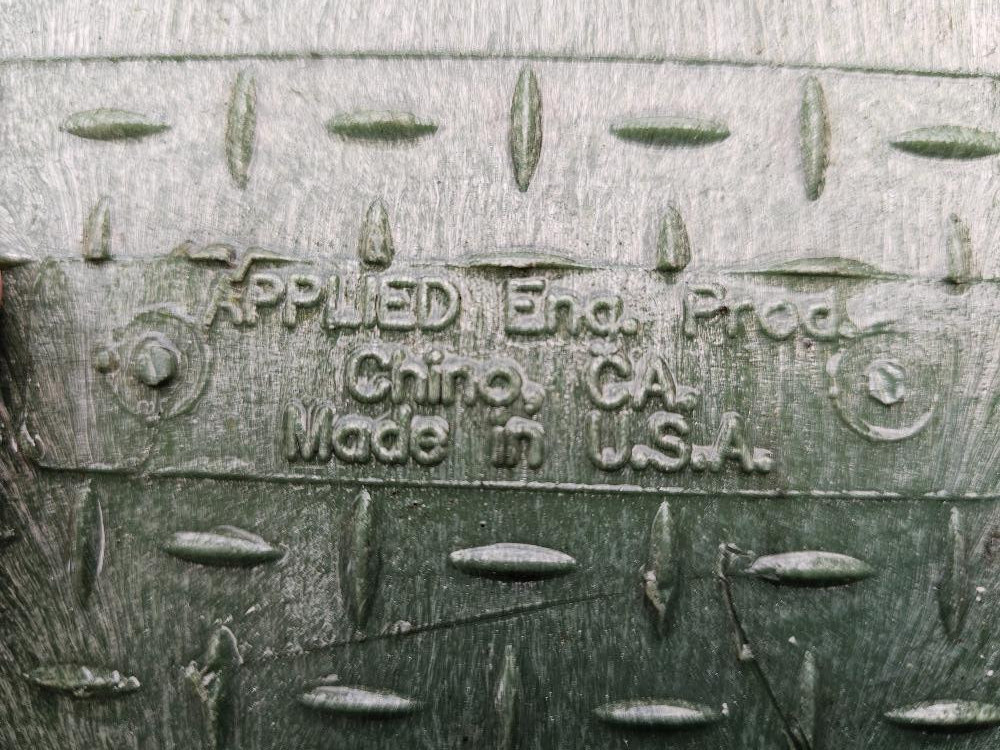 APPLIED Eng. Prod.
Chino, CA.
Made in U.S.A.